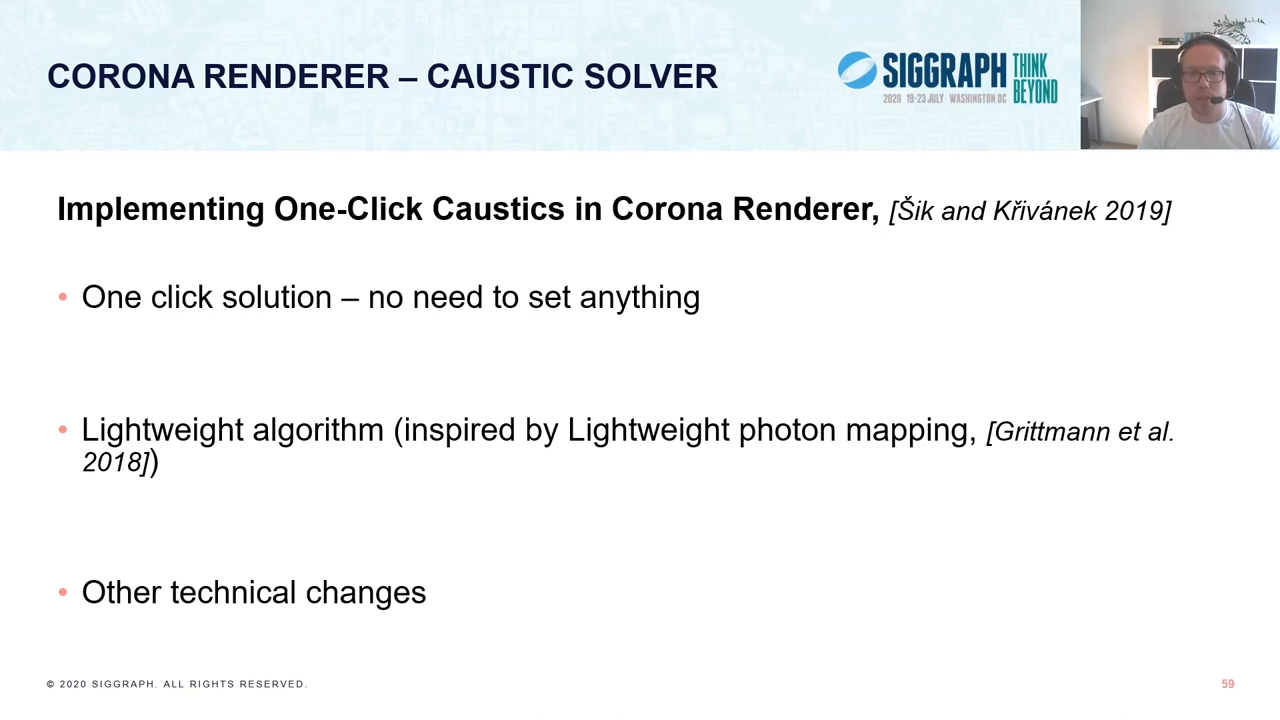 CORONA RENDERER – CAUSTIC SOLVER
SIGGRAPH THINK BEYOND
2020 19-23 JULY WASHINGTON DC
Implementing One-Click Caustics in Corona Renderer, [Šik and Křivánek 2019]
• One click solution – no need to set anything
• Lightweight algorithm (inspired by Lightweight photon mapping, [Grittmann et al.
2018])
• Other technical changes
© 2020 SIGGRAPH. ALL RIGHTS RESERVED.
59